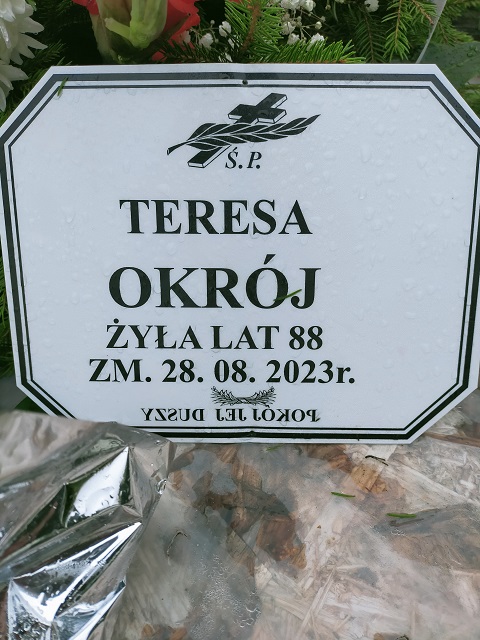 Ś.P.
TERESA
OKRÓJ
ŻYŁA LAT 88
ZM. 28. 08. 2023r.
POKÓJ JEJ DUSZY